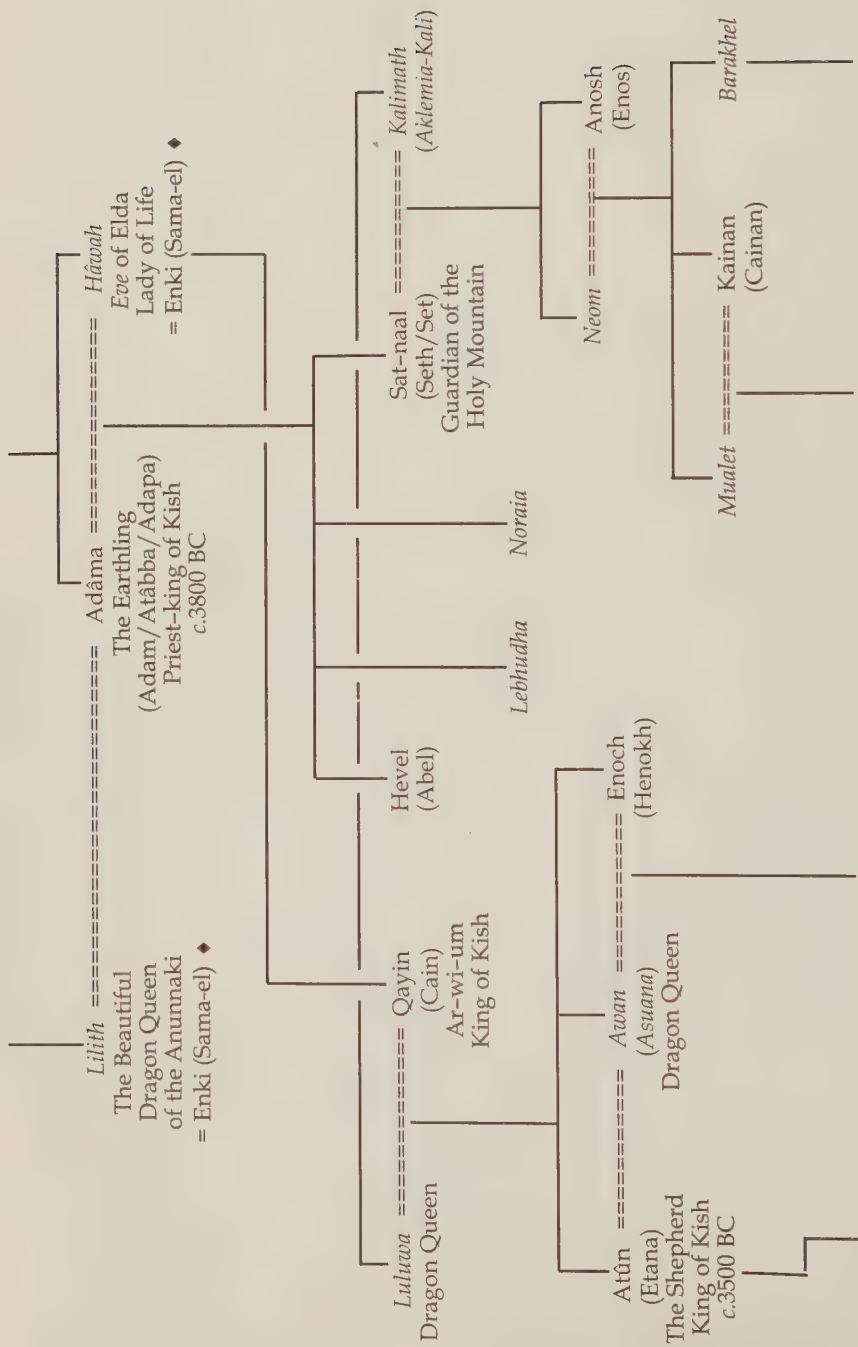 Lilith ==================== Adâma ================ Hâwah
The Beautiful
Dragon Queen
of the Anunnaki
= Enki (Sama-el) ♦
The Earthling
(Adam/Atâbba/Adapa)
Priest-king of Kish
c.3800 BC
Eve of Elda
Lady of Life
= Enki (Sama-el) ♦
Luluwa ============== Qayin
Dragon Queen
(Cain)
Ar-wi-um
King of Kish
Hevel
(Abel)
Lebhudha
Noraia
Sat-naal =========== Kalimath
(Seth/Set)
Guardian of the
Holy Mountain
(Aklemia-Kali)
Atûn ============ Awan =========== Enoch
(Etana)
The Shepherd
King of Kish
c.3500 BC
(Asuana)
Dragon Queen
(Henokh)
Neom ========== Anosh
(Enos)
Mualet ========= Kainan
(Cainan)
Barakhel